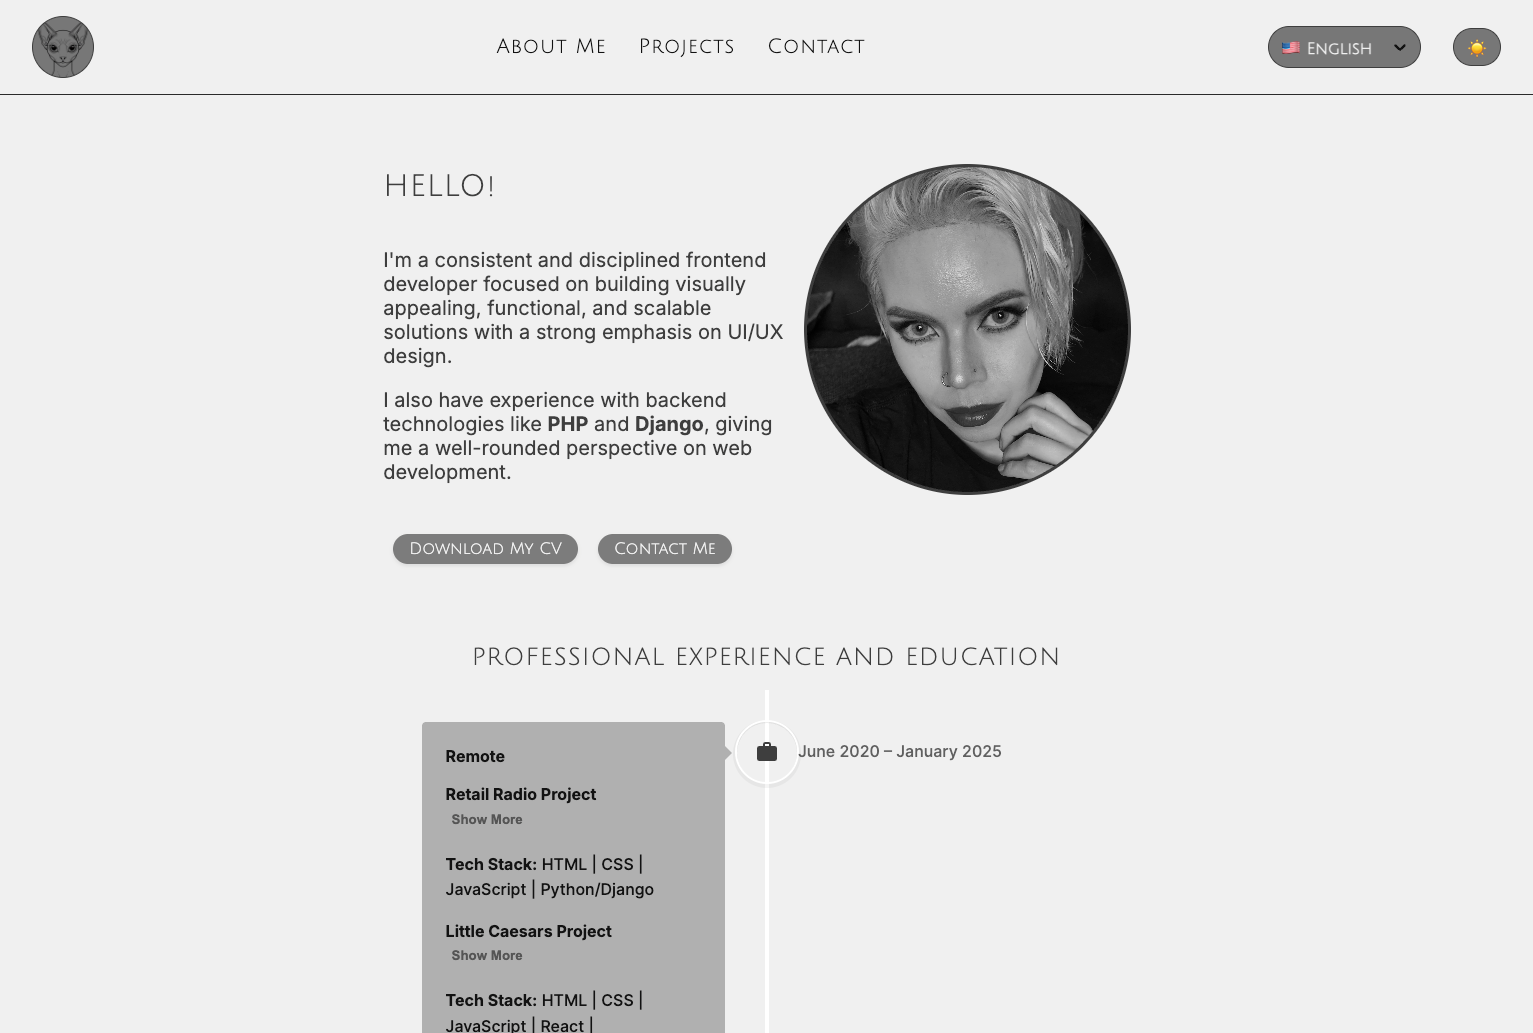 About Me Projects Contact
English
HELLO!
I'm a consistent and disciplined frontend
developer focused on building visually
appealing, functional, and scalable
solutions with a strong emphasis on UI/UX
design.
I also have experience with backend
technologies like PHP and Django, giving
me a well-rounded perspective on web
development.
Download My CV Contact Me
PROFESSIONAL EXPERIENCE AND EDUCATION
June 2020 – January 2025
Remote
Retail Radio Project
Show More
Tech Stack: HTML | CSS |
JavaScript | Python/Django
Little Caesars Project
Show More
Tech Stack: HTML | CSS |
JavaScript | React |